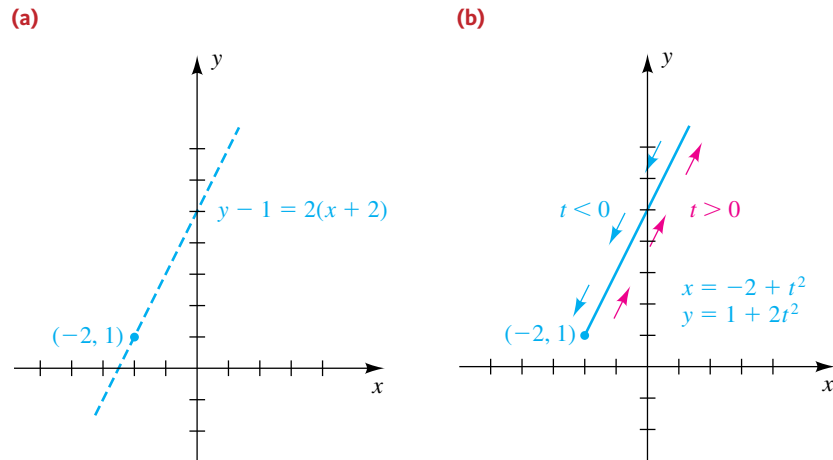 (a)
y
y − 1 = 2(x + 2)
(−2, 1)
x
(b)
y
t < 0
t > 0
x = −2 + t²
y = 1 + 2t²
(−2, 1)
x